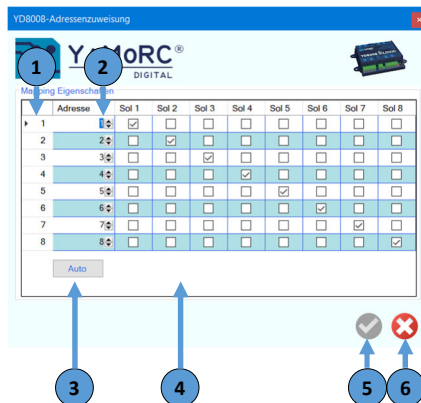 YD8008-Adressenzuweisung
YaMoRC®
DIGITAL
1 2
Mapping Eigenschaften
Adresse Sol 1 Sol 2 Sol 3 Sol 4 Sol 5 Sol 6 Sol 7 Sol 8
1 1
2 2
3 3
4 4
5 5
6 6
7 7
8 8
Auto
3 4 5 6